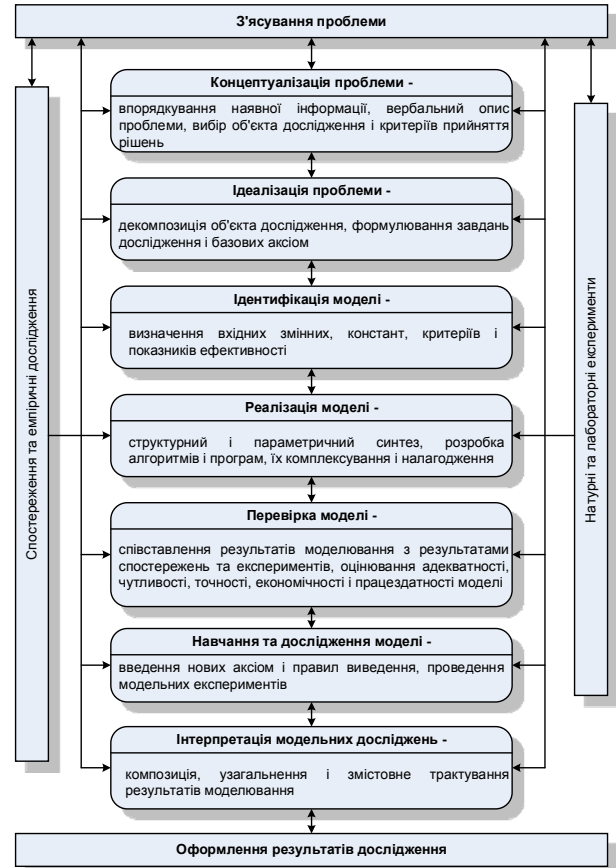 З'ясування проблеми
Концептуалізація проблеми -
впорядкування наявної інформації, вербальний опис
проблеми, вибір об'єкта дослідження і критеріїв прийняття
рішень
Ідеалізація проблеми -
декомпозиція об'єкта дослідження, формулювання завдань
дослідження і базових аксіом
Ідентифікація моделі -
визначення вхідних змінних, констант, критеріїв і
показників ефективності
Реалізація моделі -
структурний і параметричний синтез, розробка
алгоритмів і програм, їх комплексування і налагодження
Перевірка моделі -
співставлення результатів моделювання з результатами
спостережень та експериментів, оцінювання адекватності,
чутливості, точності, економічності і працездатності моделі
Навчання та дослідження моделі -
введення нових аксіом і правил виведення, проведення
модельних експериментів
Інтерпретація модельних досліджень -
композиція, узагальнення і змістовне трактування
результатів моделювання
Спостереження та емпіричні дослідження
Натурні та лабораторні експерименти
Оформлення результатів дослідження